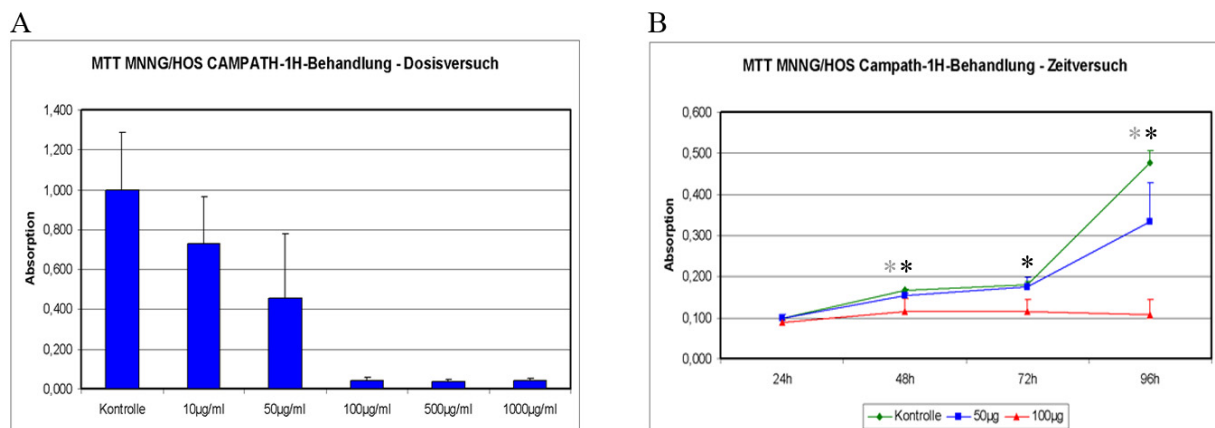 A
MTT MNNG/HOS CAMPATH-1H-Behandlung - Dosisversuch
Absorption
1,400
1,200
1,000
0,800
0,600
0,400
0,200
0,000
Kontrolle 10µg/ml 50µg/ml 100µg/ml 500µg/ml 1000µg/ml
B
MTT MNNG/HOS Campath-1H-Behandlung - Zeitversuch
Absorption
0,600
0,500
0,400
0,300
0,200
0,100
0,000
* *
* *
*
24h 48h 72h 96h
Kontrolle 50µg 100µg